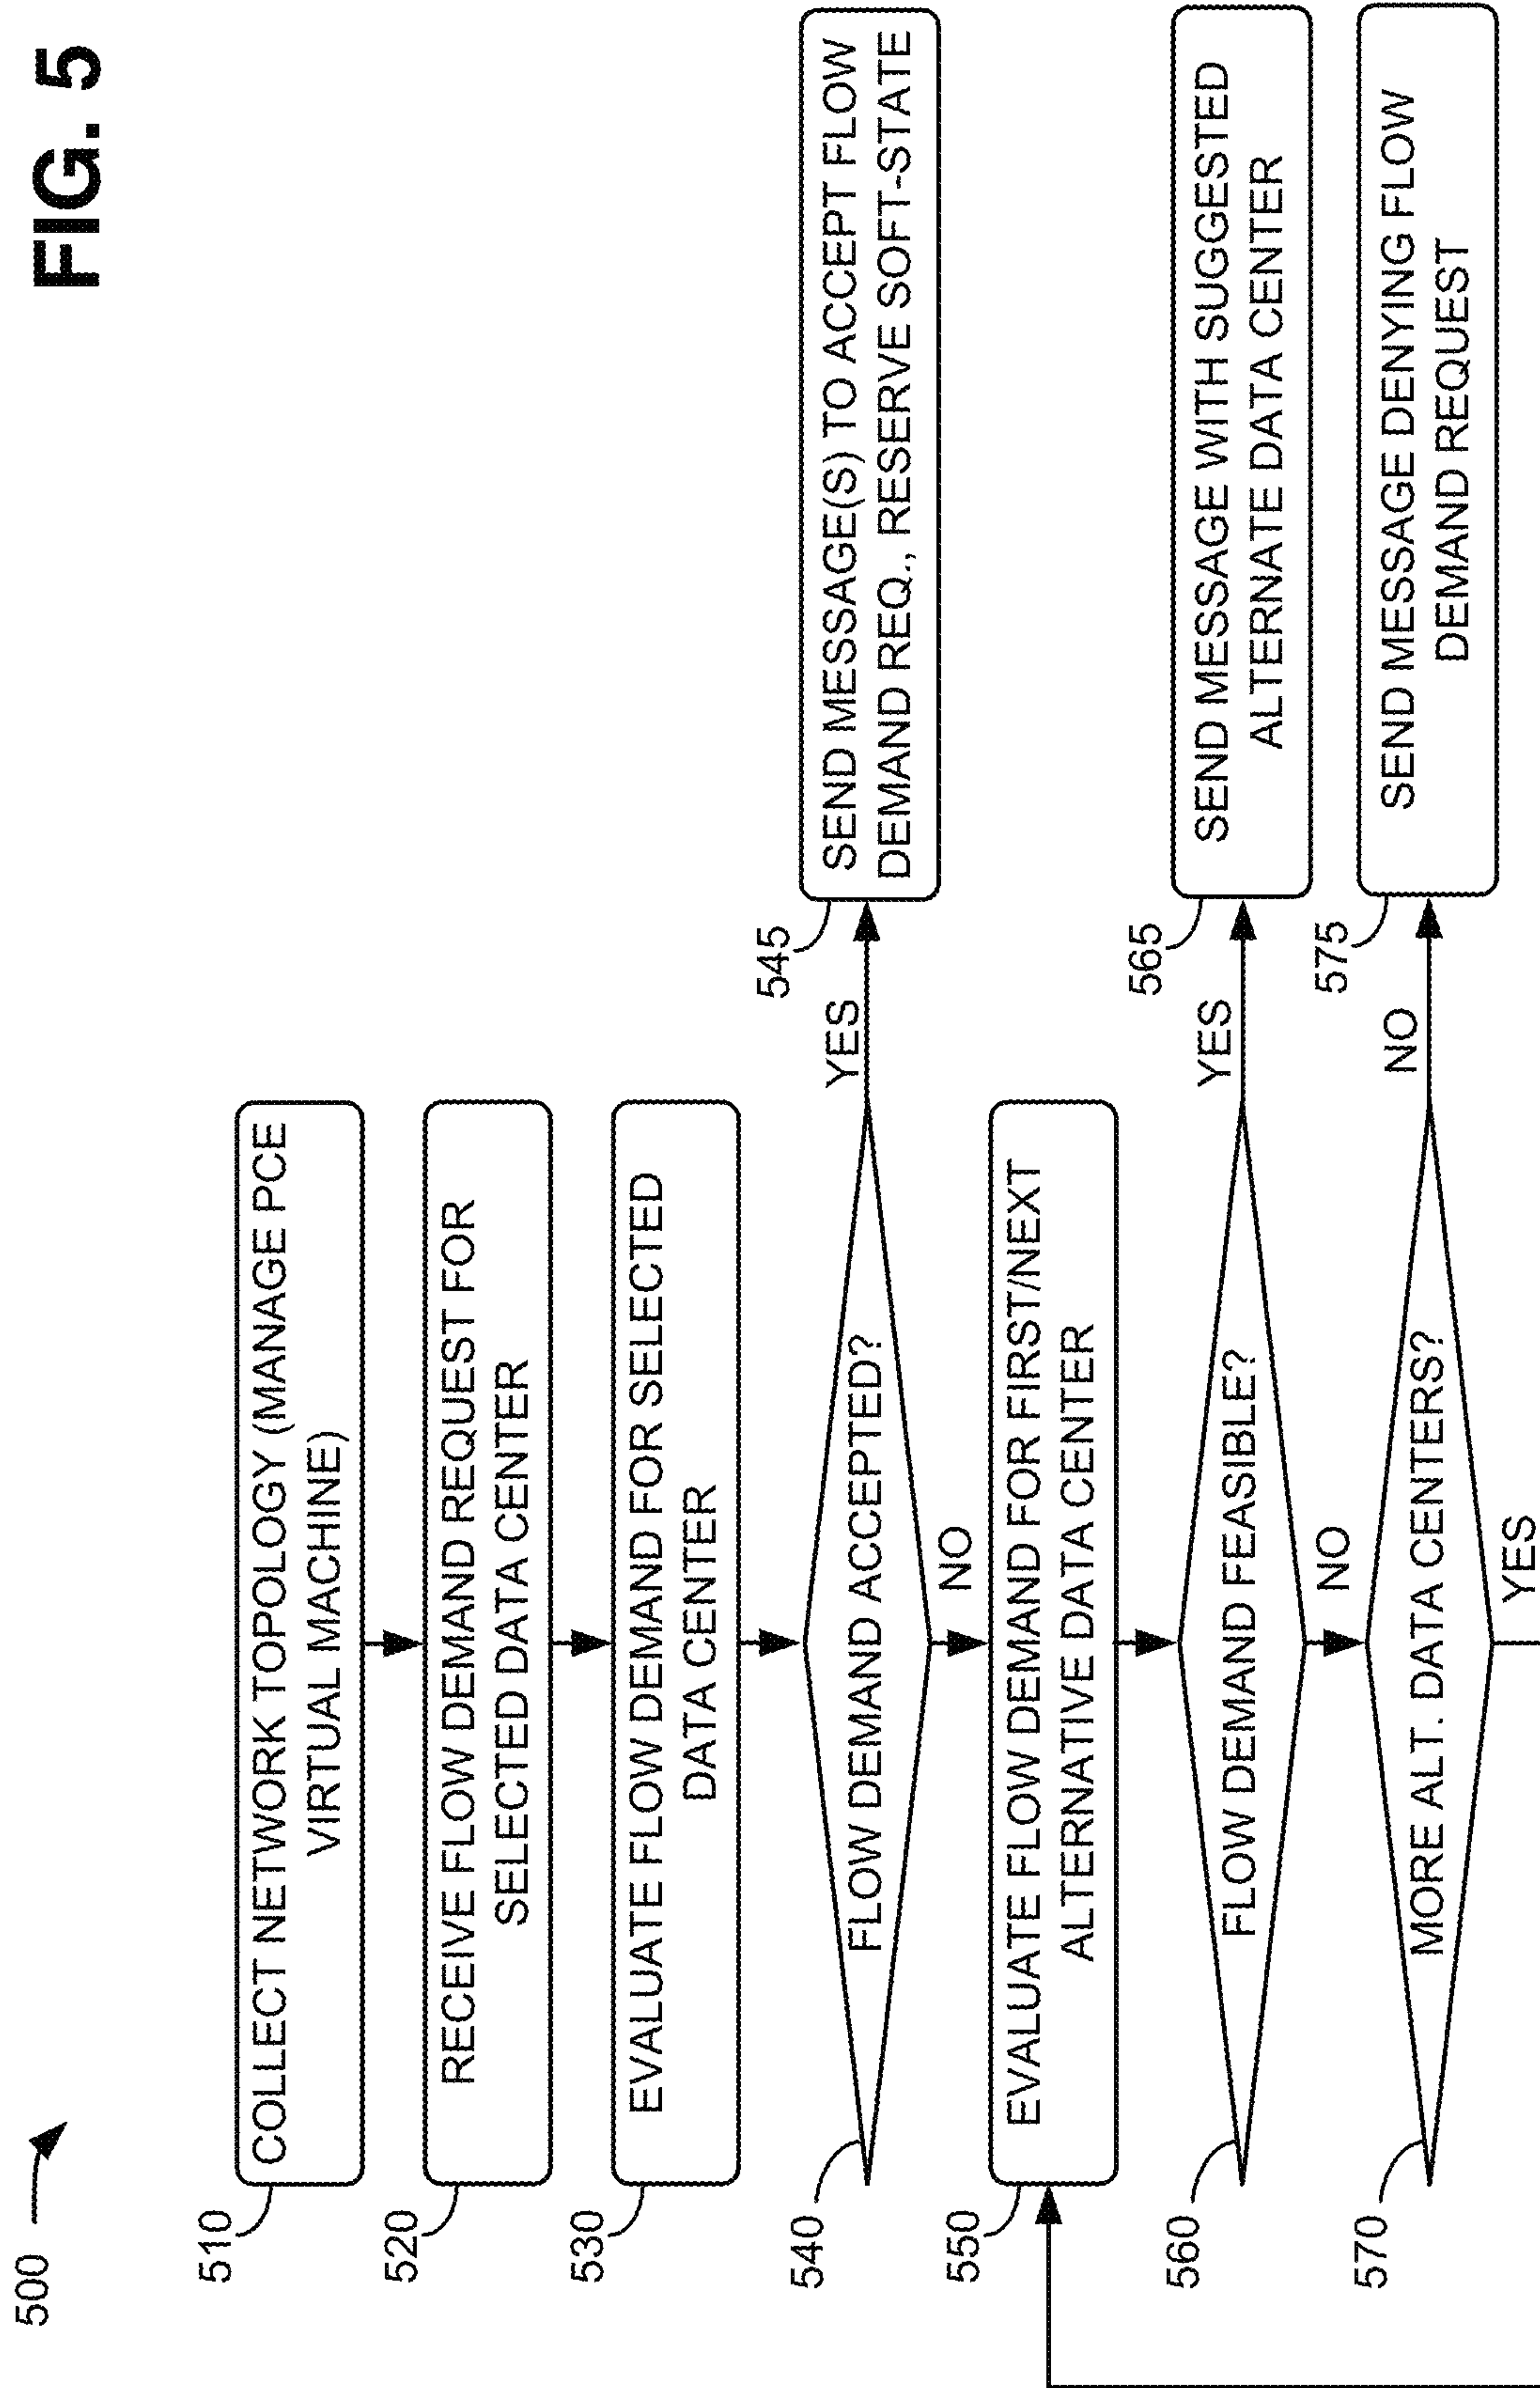 FIG. 5
500
510
COLLECT NETWORK TOPOLOGY (MANAGE PCE
VIRTUAL MACHINE)
520
RECEIVE FLOW DEMAND REQUEST FOR
SELECTED DATA CENTER
530
EVALUATE FLOW DEMAND FOR SELECTED
DATA CENTER
540
FLOW DEMAND ACCEPTED?
YES
545
SEND MESSAGE(S) TO ACCEPT FLOW
DEMAND REQ., RESERVE SOFT-STATE
NO
550
EVALUATE FLOW DEMAND FOR FIRST/NEXT
ALTERNATIVE DATA CENTER
560
FLOW DEMAND FEASIBLE?
YES
565
SEND MESSAGE WITH SUGGESTED
ALTERNATE DATA CENTER
NO
570
MORE ALT. DATA CENTERS?
NO
575
SEND MESSAGE DENYING FLOW
DEMAND REQUEST
YES